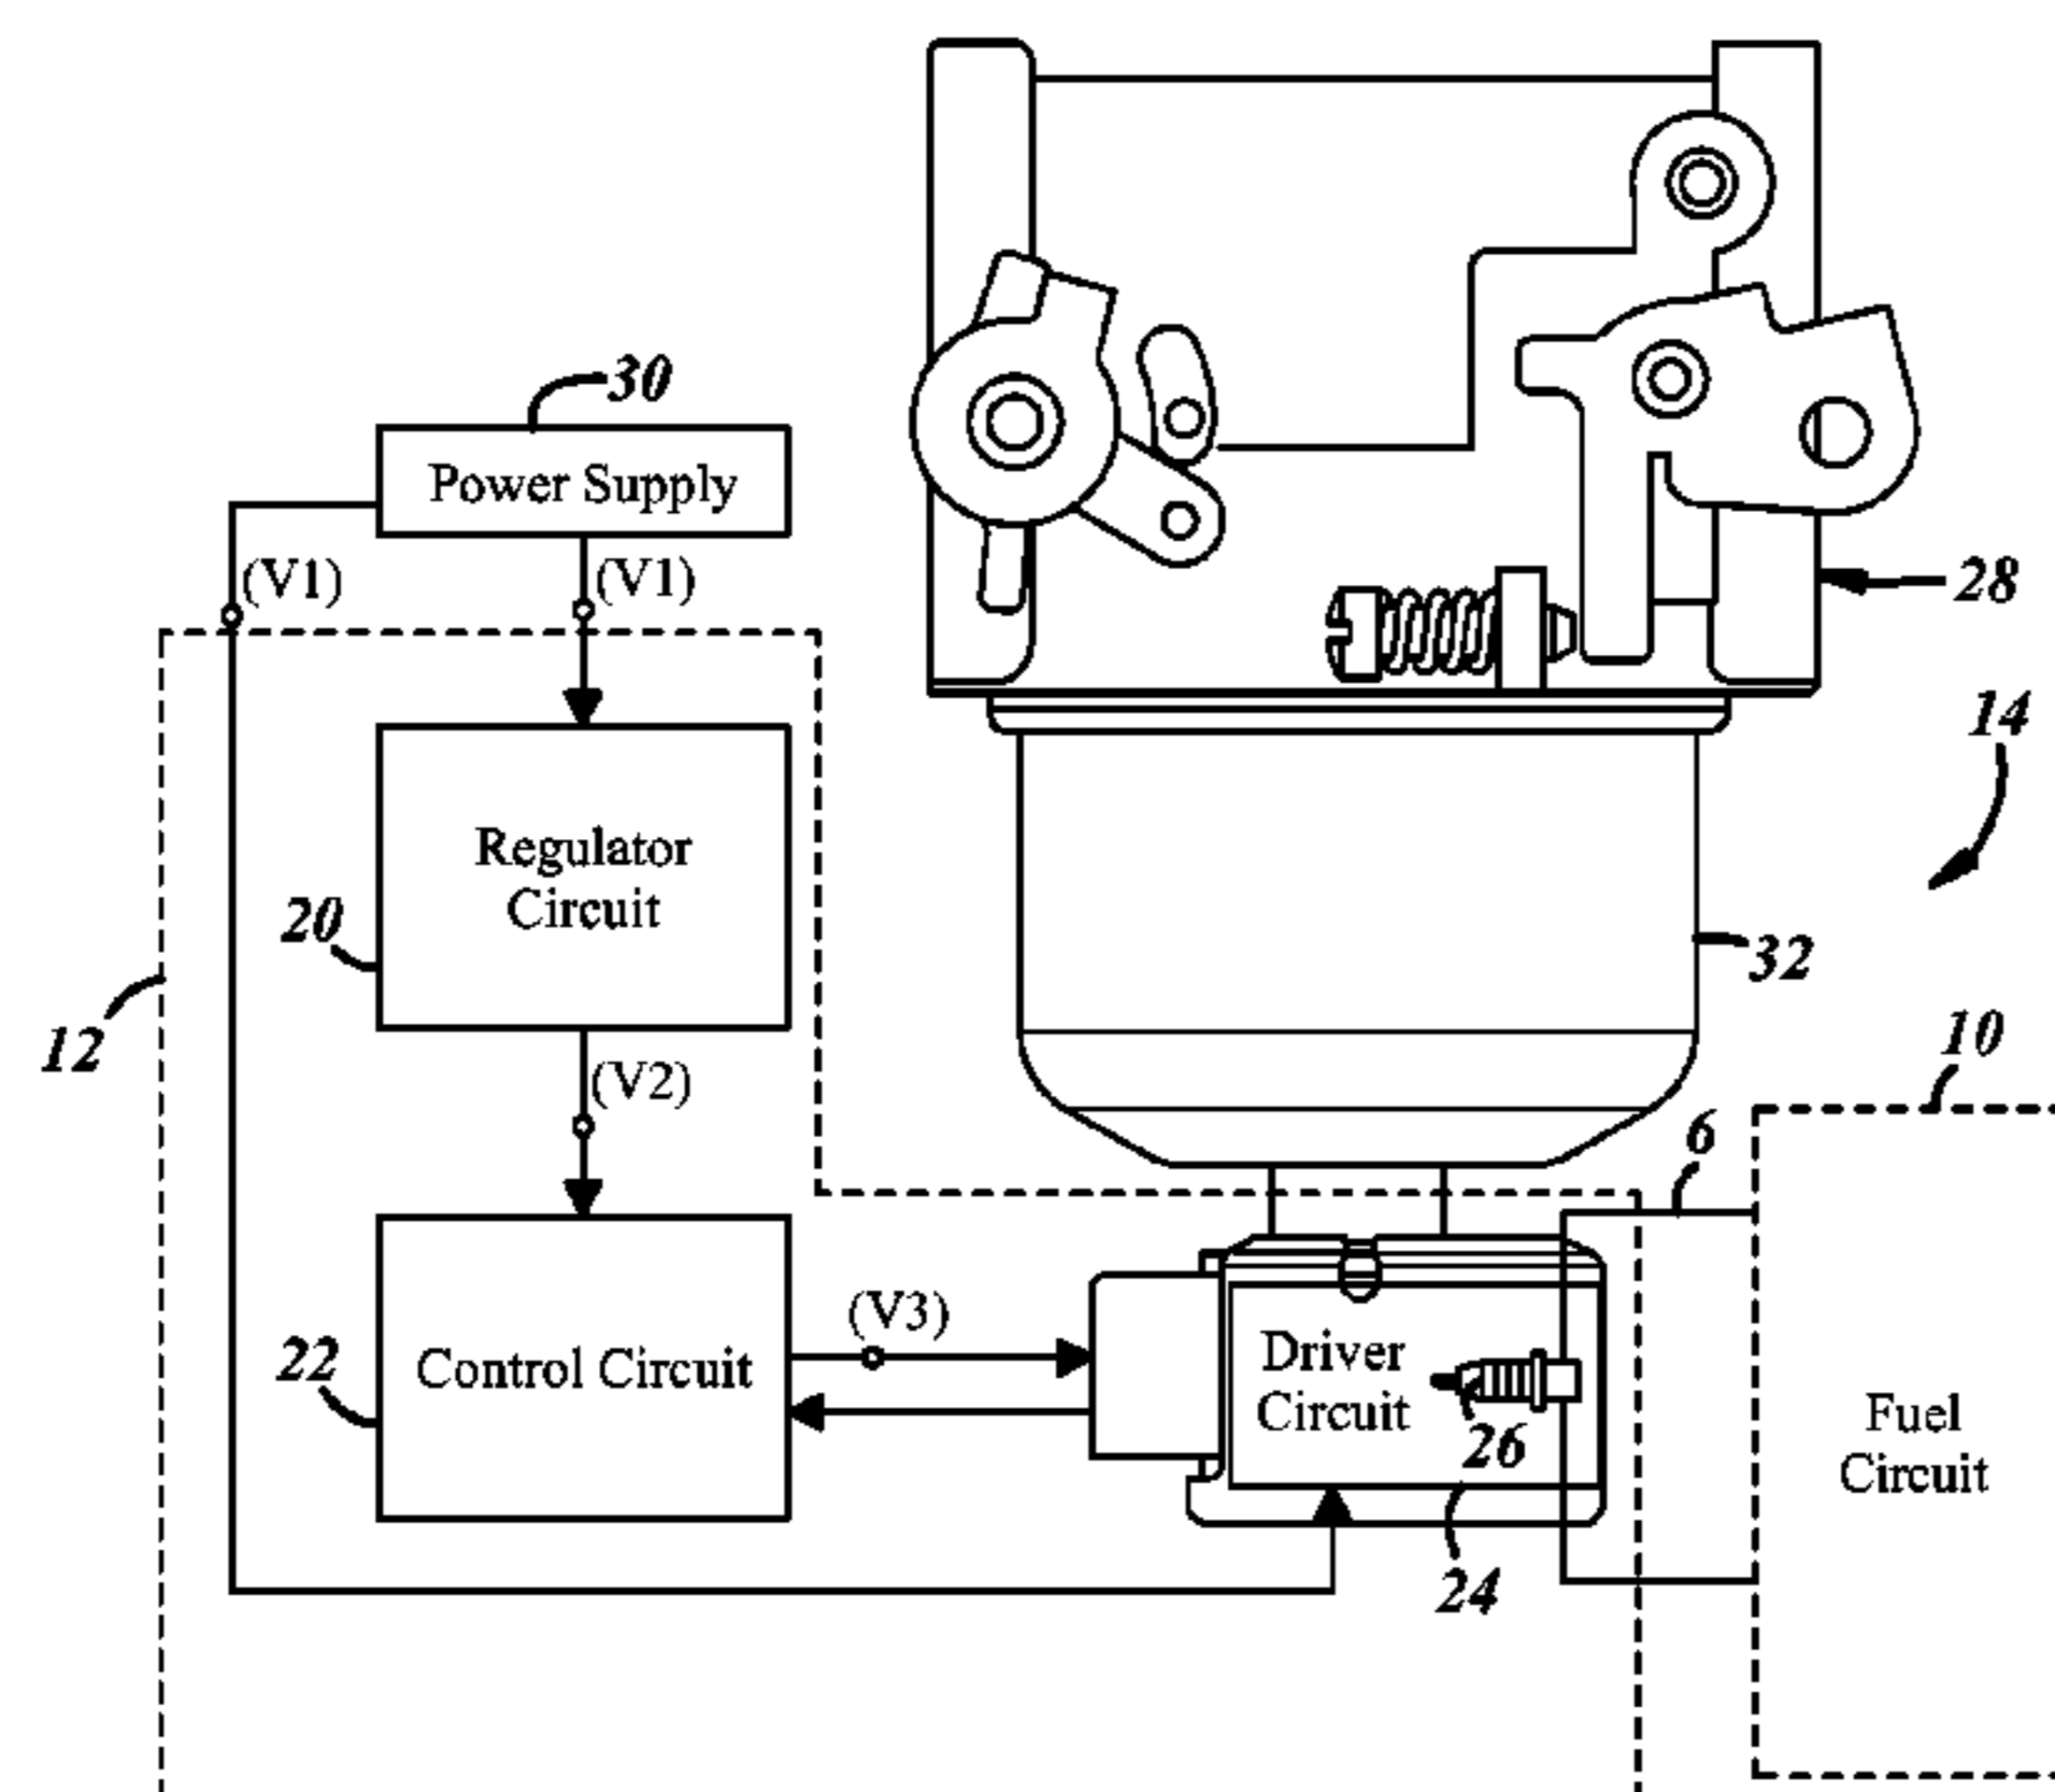 30
Power Supply
(V1)
(V1)
28
14
Regulator
Circuit
20
32
12
10
(V2)
6
(V3)
22
Control Circuit
Driver
Circuit
26
Fuel
Circuit
24